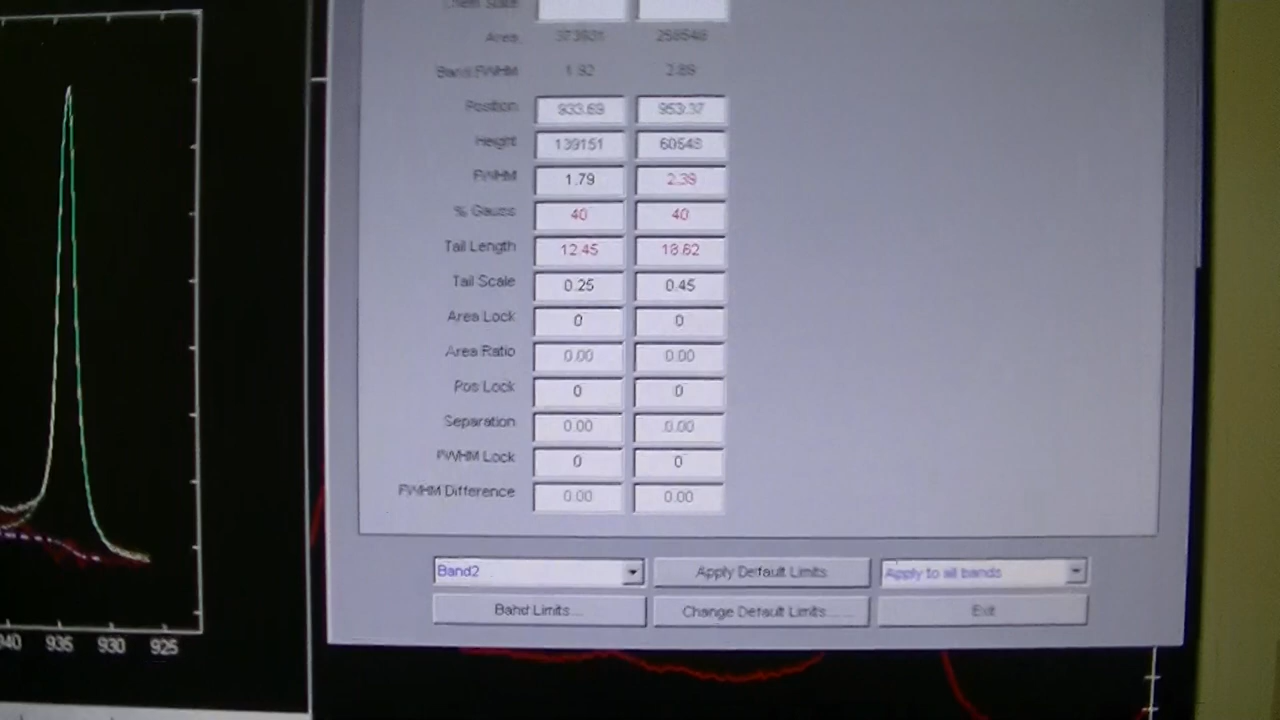 Chem State
Area 373931 258548
Band FWHM 1.92 2.89
Position 933.69 953.37
Height 139151 60548
FWHM 1.79 2.39
% Gauss 40 40
Tail Length 12.45 18.62
Tail Scale 0.25 0.45
Area Lock 0 0
Area Ratio 0.00 0.00
Pos Lock 0 0
Separation 0.00 0.00
FWHM Lock 0 0
FWHM Difference 0.00 0.00
Band2 Apply Default Limits Apply to all bands
Band Limits... Change Default Limits...... Exit
940 935 930 925